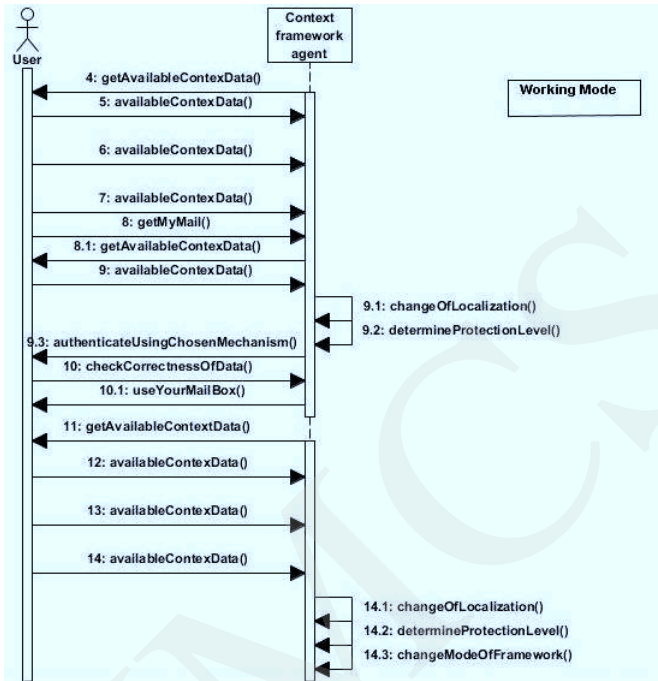 User
Context
framework
agent
Working Mode
4: getAvailableContexData()
5: availableContexData()
6: availableContexData()
7: availableContexData()
8: getMyMail()
8.1: getAvailableContexData()
9: availableContexData()
9.1: changeOfLocalization()
9.2: determineProtectionLevel()
9.3: authenticateUsingChosenMechanism()
10: checkCorrectnessOfData()
10.1: useYourMailBox()
11: getAvailableContextData()
12: availableContexData()
13: availableContexData()
14: availableContexData()
14.1: changeOfLocalization()
14.2: determineProtectionLevel()
14.3: changeModeOfFramework()
MCS